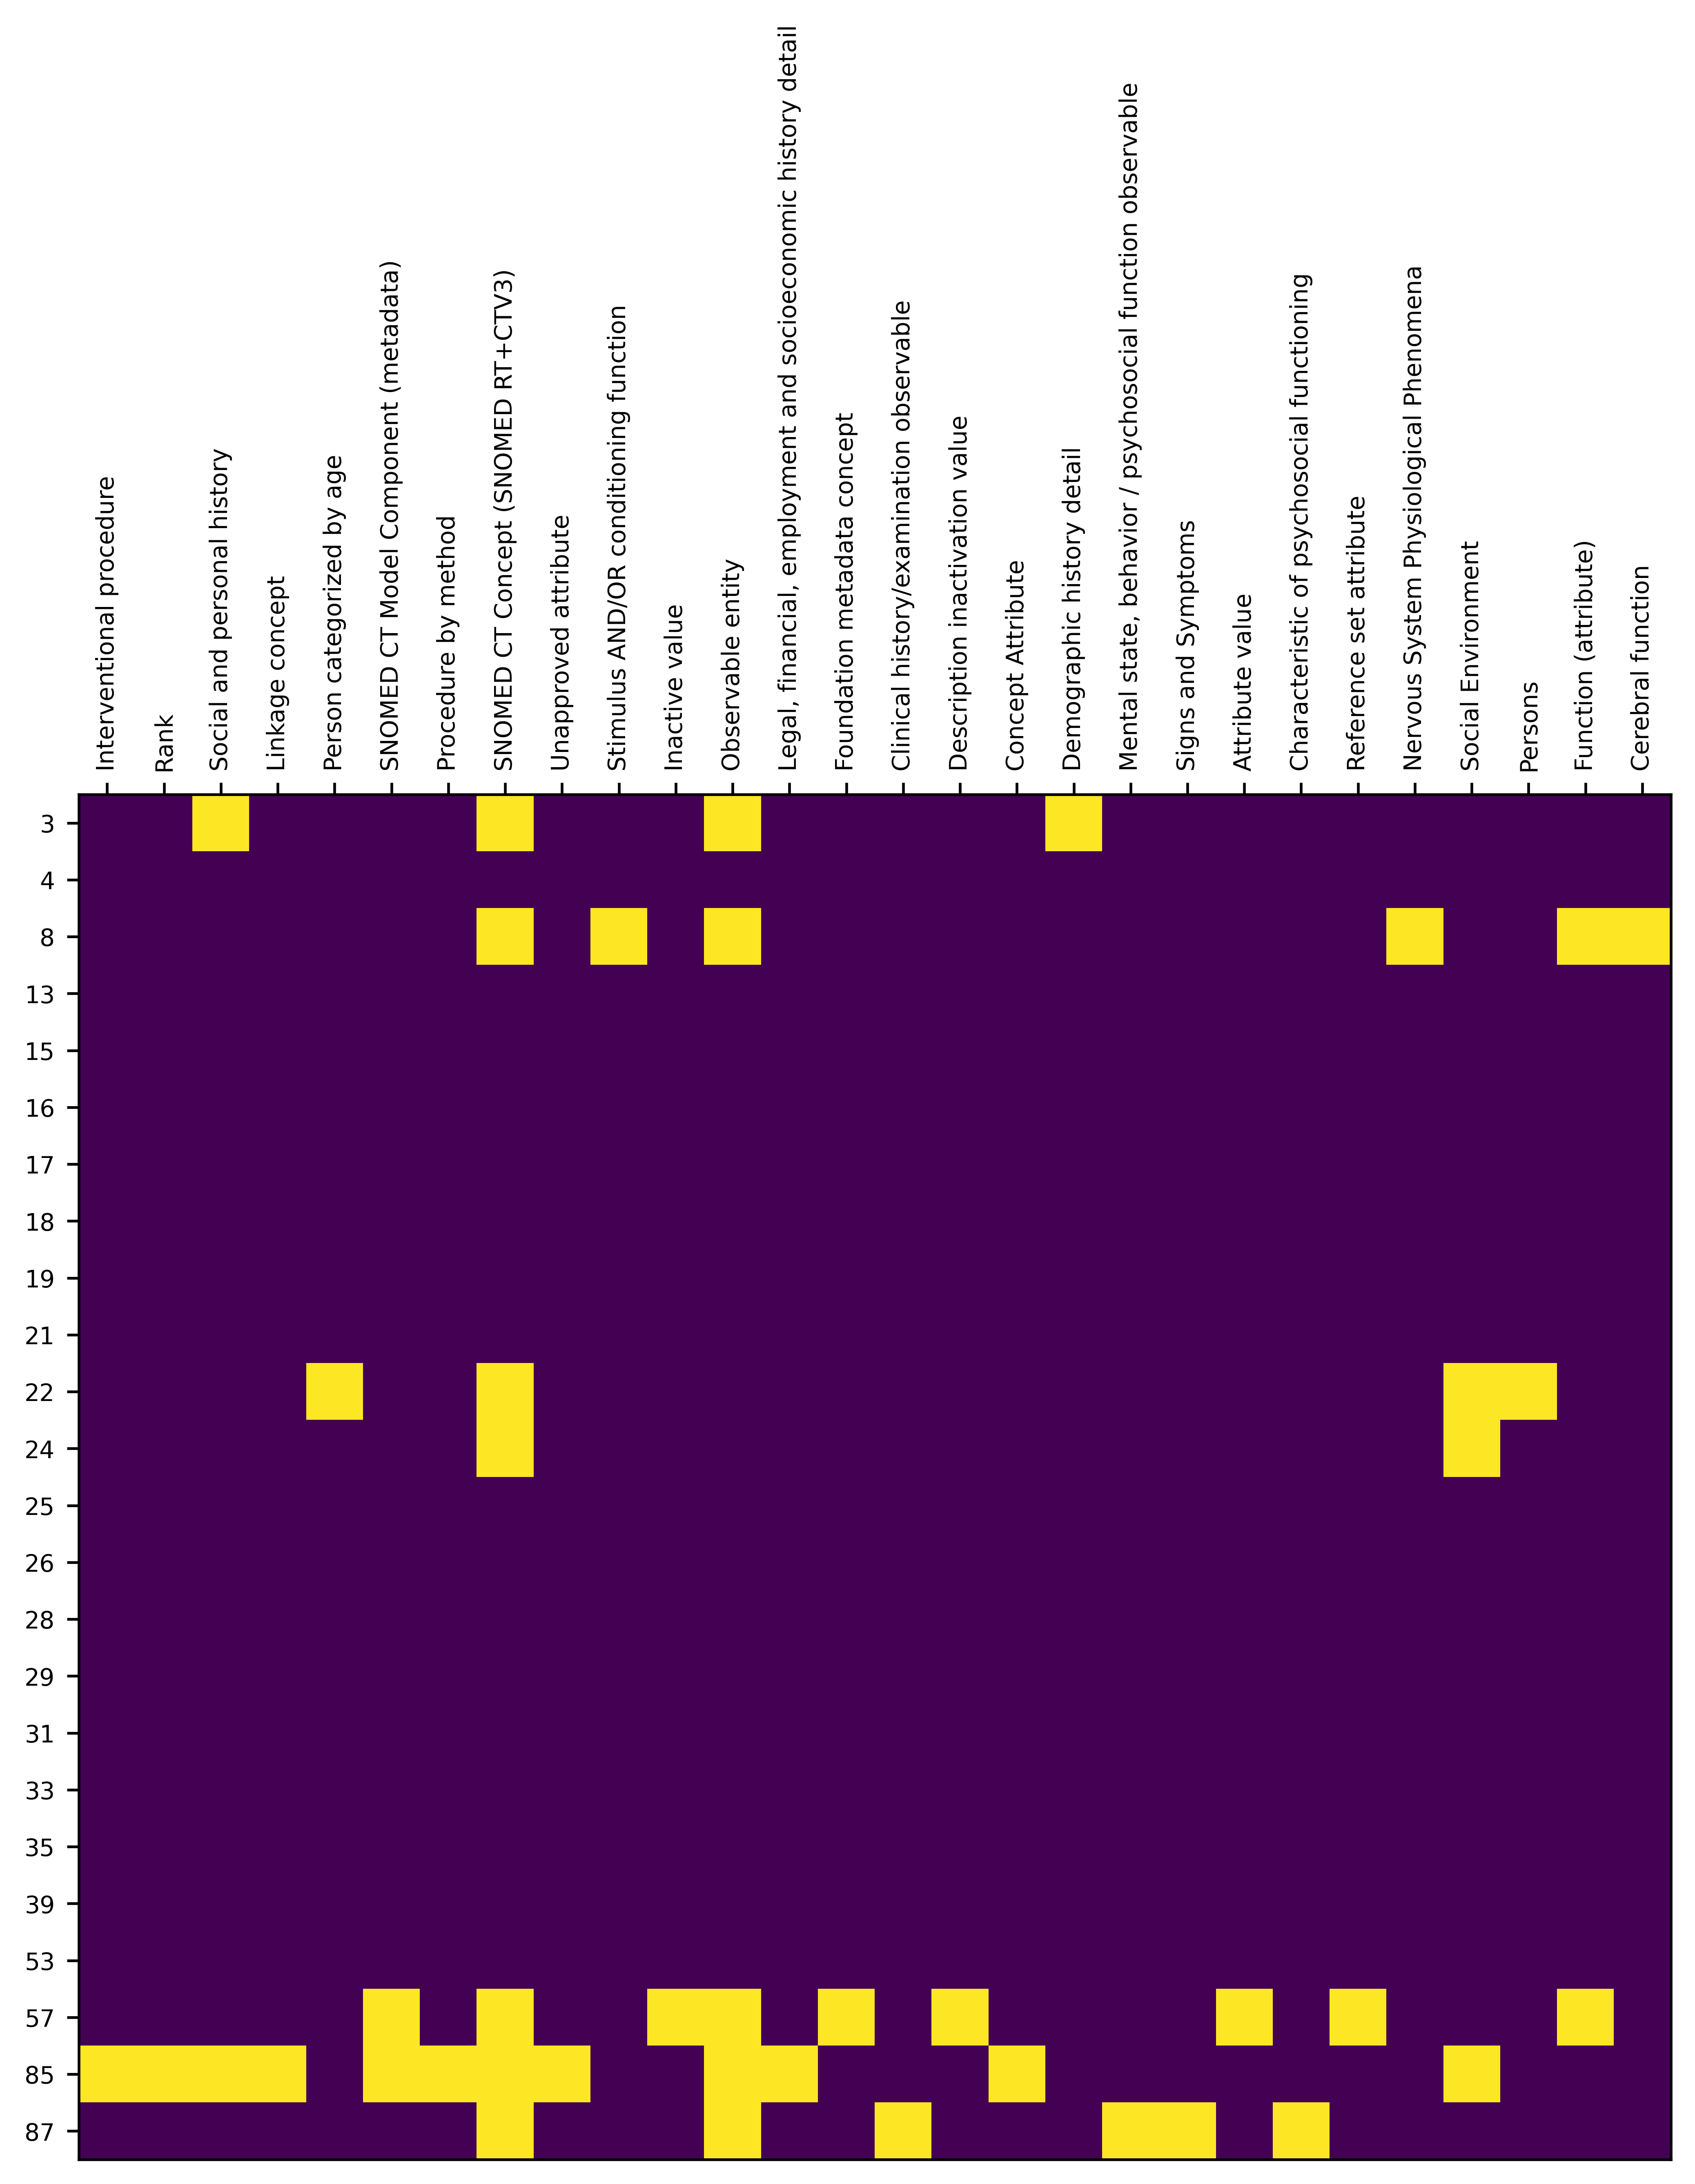 Interventional procedure
Rank
Social and personal history
Linkage concept
Person categorized by age
SNOMED CT Model Component (metadata)
Procedure by method
SNOMED CT Concept (SNOMED RT+CTV3)
Unapproved attribute
Stimulus AND/OR conditioning function
Inactive value
Observable entity
Legal, financial, employment and socioeconomic history detail
Foundation metadata concept
Clinical history/examination observable
Description inactivation value
Concept Attribute
Demographic history detail
Mental state, behavior / psychosocial function observable
Signs and Symptoms
Attribute value
Characteristic of psychosocial functioning
Reference set attribute
Nervous System Physiological Phenomena
Social Environment
Persons
Function (attribute)
Cerebral function
3
4
8
13
15
16
17
18
19
21
22
24
25
26
28
29
31
33
35
39
53
57
85
87